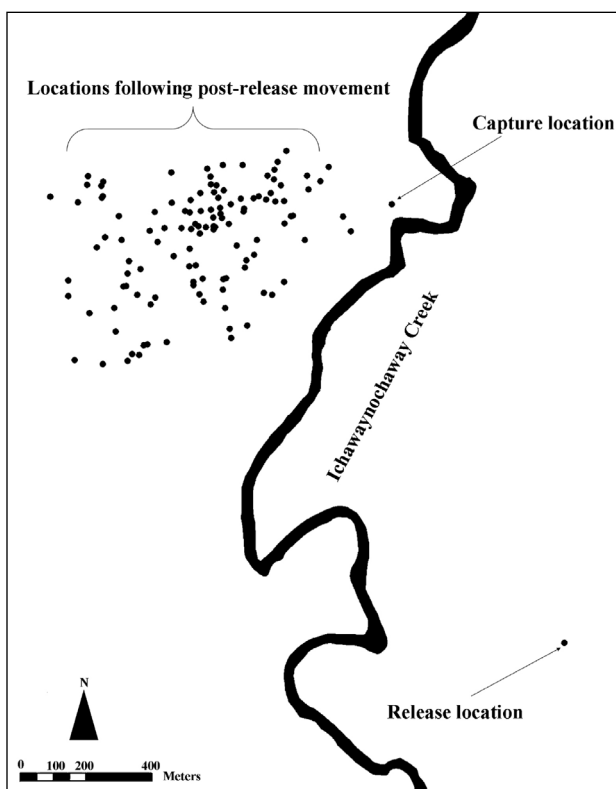 Locations following post-release movement
Capture location
Ichawaynochaway Creek
Release location
N
0 100 200 400
Meters